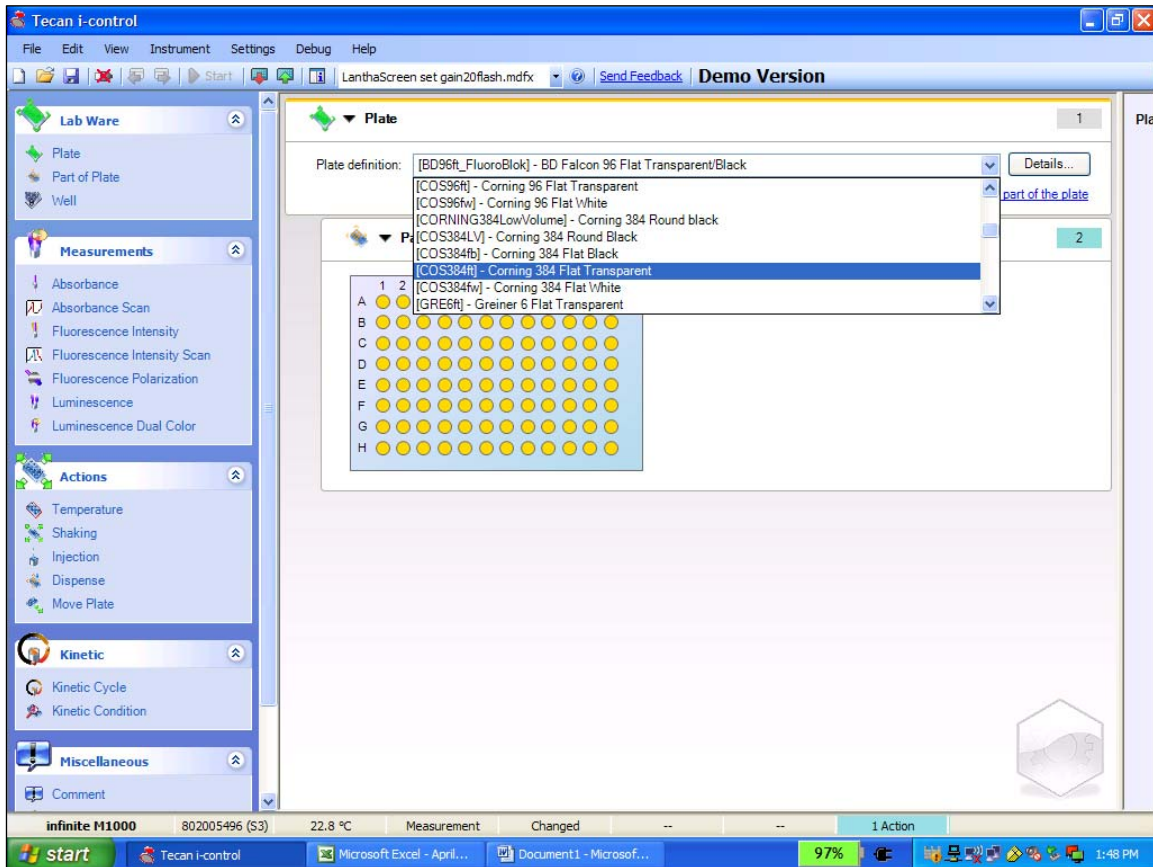 Tecan i-control
File Edit View Instrument Settings Debug Help
Start LanthaScreen set gain20flash.mdfx Send Feedback Demo Version
Lab Ware
Plate
Part of Plate
Well
Measurements
Absorbance
Absorbance Scan
Fluorescence Intensity
Fluorescence Intensity Scan
Fluorescence Polarization
Luminescence
Luminescence Dual Color
Actions
Temperature
Shaking
Injection
Dispense
Move Plate
Kinetic
Kinetic Cycle
Kinetic Condition
Miscellaneous
Comment
Plate 1
Plate definition: [BD96ft_FluoroBlok] - BD Falcon 96 Flat Transparent/Black Details...
[COS96ft] - Corning 96 Flat Transparent
part of the plate
[COS96fw] - Corning 96 Flat White
[CORNING384LowVolume] - Corning 384 Round black
[COS384LV] - Corning 384 Round Black
[COS384fb] - Corning 384 Flat Black
[COS384ft] - Corning 384 Flat Transparent
[COS384fw] - Corning 384 Flat White
[GRE6ft] - Greiner 6 Flat Transparent
Pa 2
1 2
A
B
C
D
E
F
G
H
Pla
infinite M1000 802005496 (S3) 22.8 °C Measurement Changed -- -- 1 Action
start Tecan i-control Microsoft Excel - April... Document1 - Microsof... 97% 1:48 PM